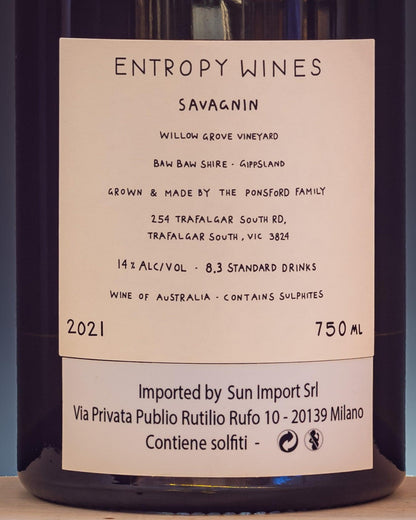 ENTROPY WINES
SAVAGNIN
WILLOW GROVE VINEYARD
BAW BAW SHIRE · GIPPSLAND
GROWN & MADE BY THE PONSFORD FAMILY
254 TRAFALGAR SOUTH RD,
TRAFALGAR SOUTH, VIC 3824
14% ALC/VOL · 8.3 STANDARD DRINKS
WINE OF AUSTRALIA · CONTAINS SULPHITES
2021 750 ML
Imported by Sun Import Srl
Via Privata Publio Rutilio Rufo 10 - 20139 Milano
Contiene solfiti -